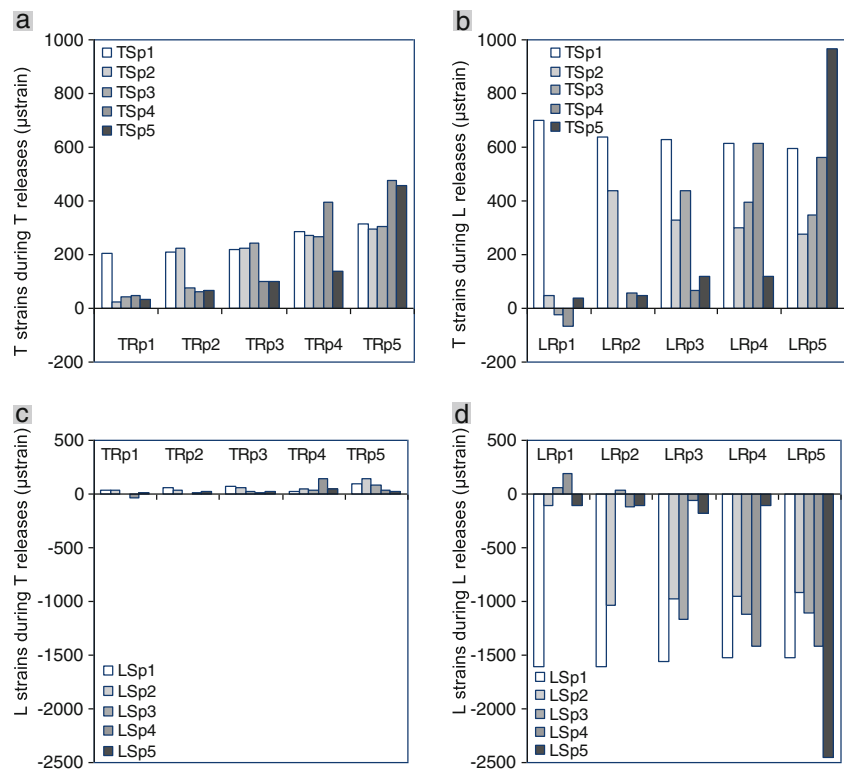 a
T strains during T releases (µstrain)
1000
800
600
400
200
0
-200
TSp1
TSp2
TSp3
TSp4
TSp5
TRp1 TRp2 TRp3 TRp4 TRp5
b
T strains during L releases (µstrain)
1000
800
600
400
200
0
-200
TSp1
TSp2
TSp3
TSp4
TSp5
LRp1 LRp2 LRp3 LRp4 LRp5
c
L strains during T releases (µstrain)
500
0
-500
-1000
-1500
-2000
-2500
TRp1 TRp2 TRp3 TRp4 TRp5
LSp1
LSp2
LSp3
LSp4
LSp5
d
L strains during L releases (µstrain)
500
0
-500
-1000
-1500
-2000
-2500
LRp1 LRp2 LRp3 LRp4 LRp5
LSp1
LSp2
LSp3
LSp4
LSp5